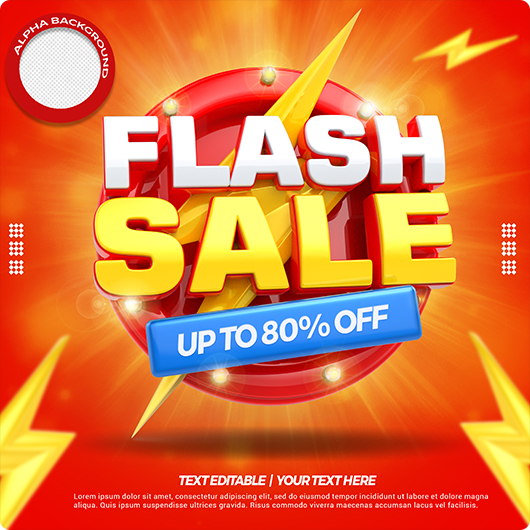 ALPHA BACKGROUND
FLASH
SALE
UP TO 80% OFF
TEXT EDITABLE / YOUR TEXT HERE
Lorem ipsum dolor sit amet, consectetur adipiscing elit, sed do eiusmod tempor incididunt ut labore et dolore magna
aliqua. Quis ipsum suspendisse ultrices gravida. Risus commodo viverra maecenas accumsan lacus vel facilisis.